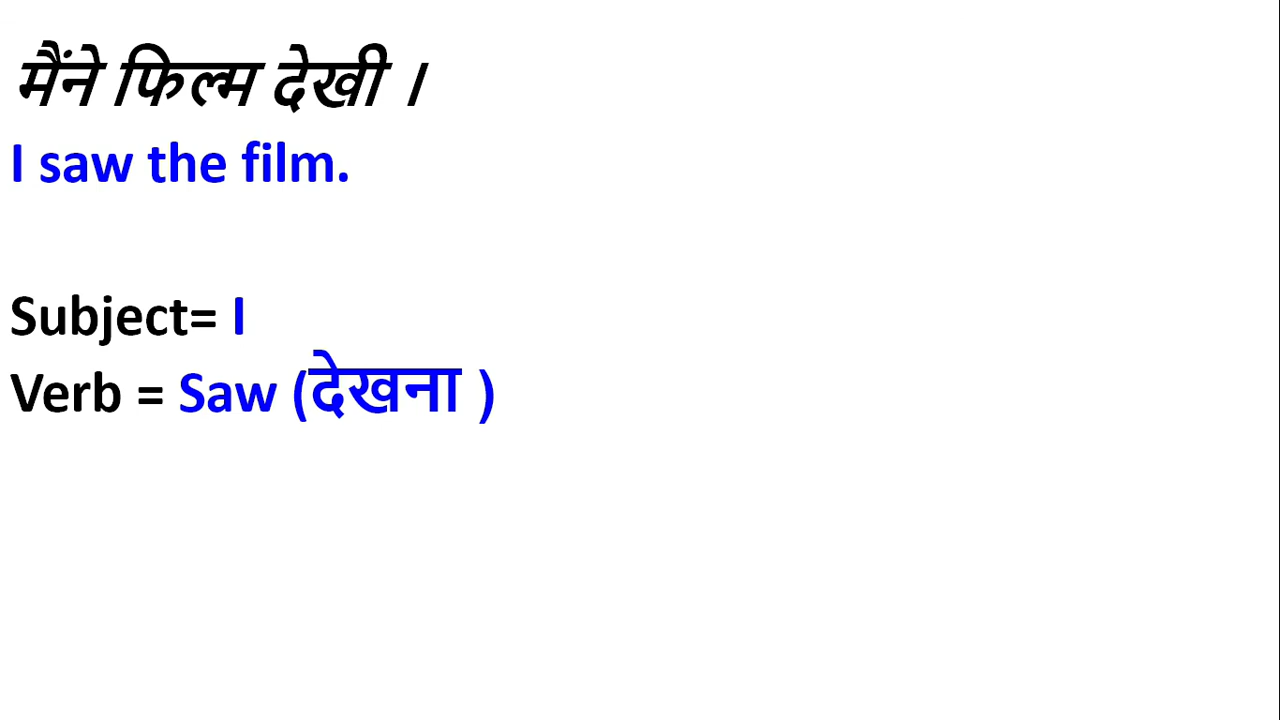 मैंने फिल्म देखी ।
I saw the film.
Subject= I
Verb = Saw (देखना )